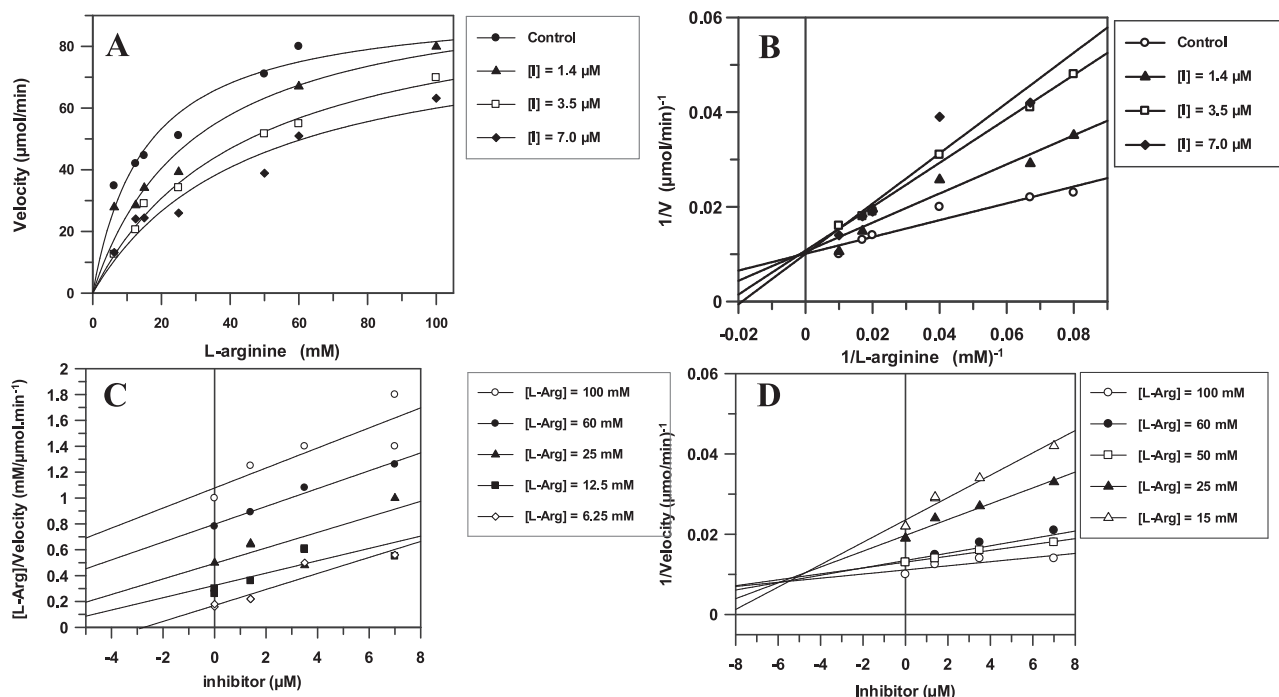 A
Velocity (µmol/min)
80
60
40
20
0
0 20 40 60 80 100
L-arginine (mM)
Control
[I] = 1.4 µM
[I] = 3.5 µM
[I] = 7.0 µM
B
1/V (µmol/min)⁻¹
0.06
0.04
0.02
0
-0.02 0 0.02 0.04 0.06 0.08
1/L-arginine (mM)⁻¹
Control
[I] = 1.4 µM
[I] = 3.5 µM
[I] = 7.0 µM
C
[L-Arg]/Velocity (mM/µmol.min⁻¹)
2
1.8
1.6
1.4
1.2
1
0.8
0.6
0.4
0.2
0
-4 -2 0 2 4 6 8
inhibitor (µM)
[L-Arg] = 100 mM
[L-Arg] = 60 mM
[L-Arg] = 25 mM
[L-Arg] = 12.5 mM
[L-Arg] = 6.25 mM
D
1/Velocity (µmo/min)⁻¹
0.06
0.04
0.02
0
-8 -6 -4 -2 0 2 4 6 8
Inhibitor (µM)
[L-Arg] = 100 mM
[L-Arg] = 60 mM
[L-Arg] = 50 mM
[L-Arg] = 25 mM
[L-Arg] = 15 mM